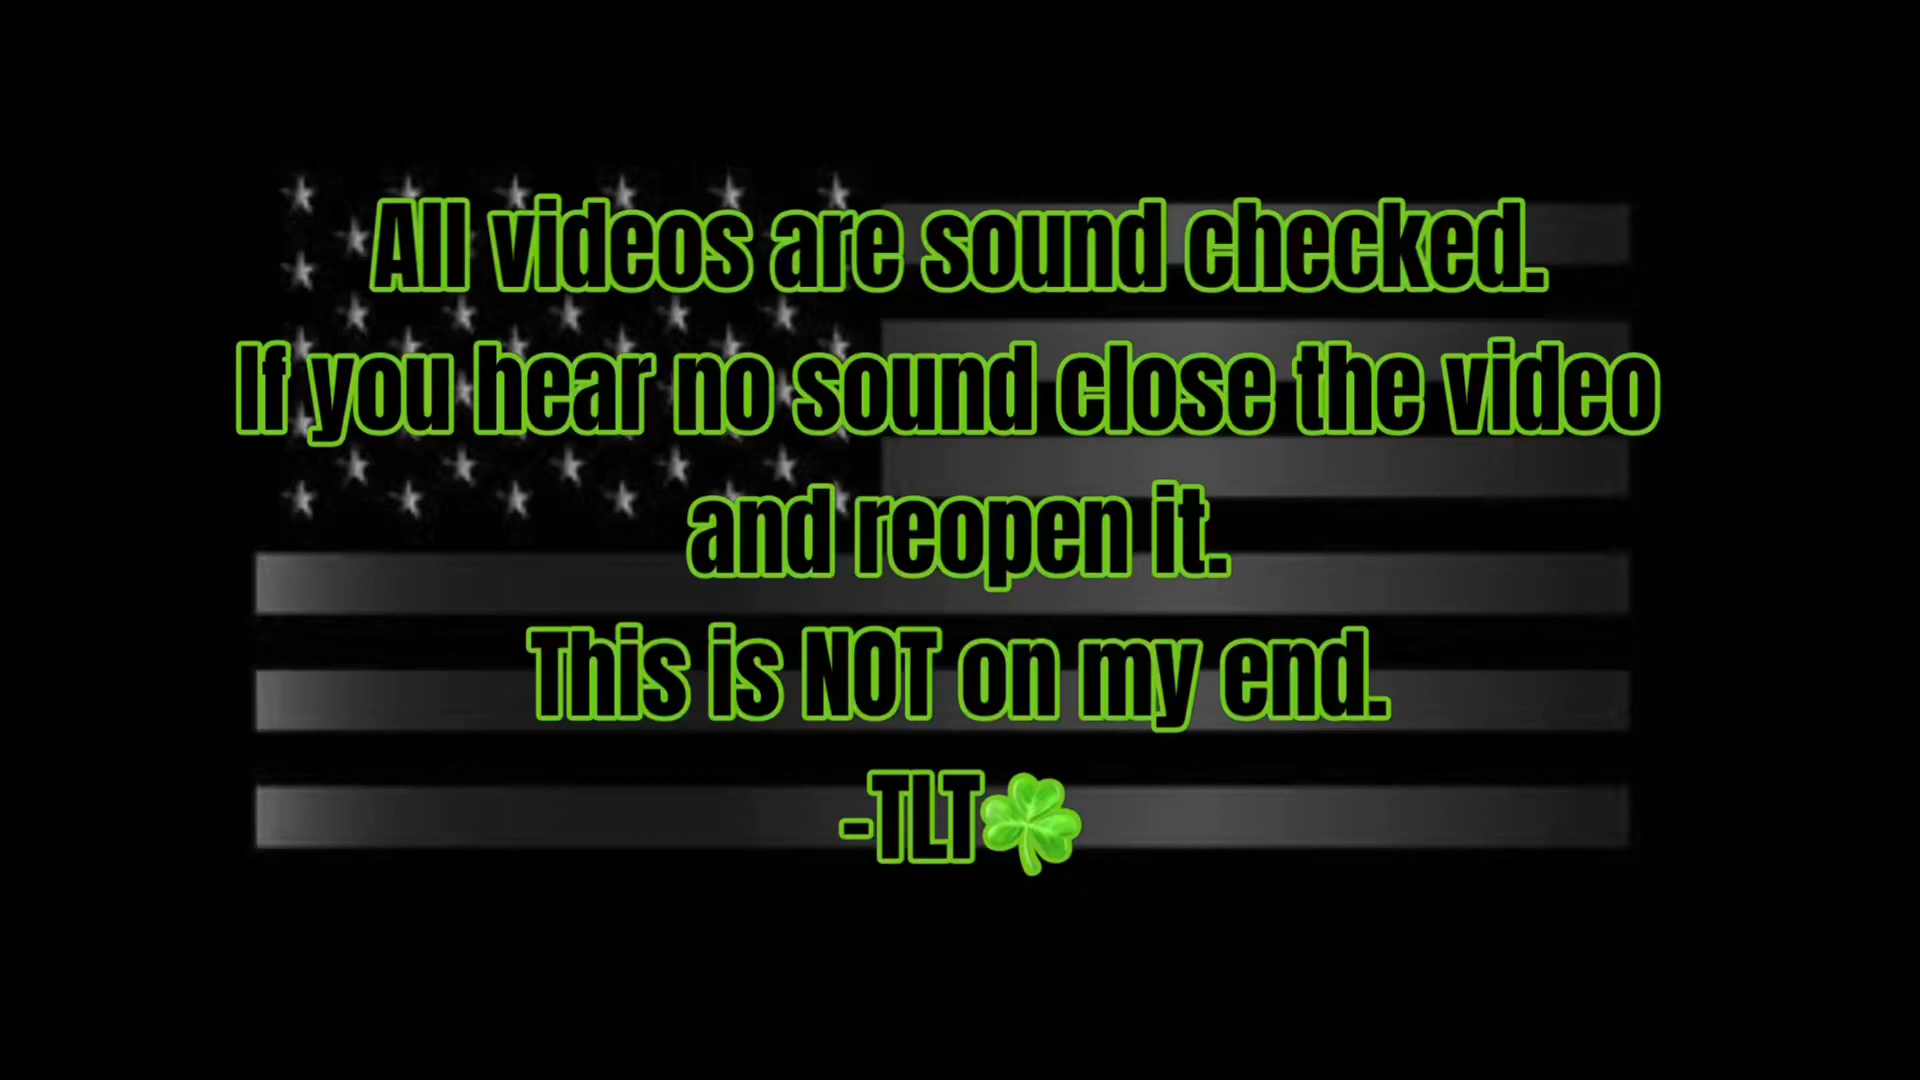 All videos are sound checked.
If you hear no sound close the video
and reopen it.
This is NOT on my end.
-TLT☘️